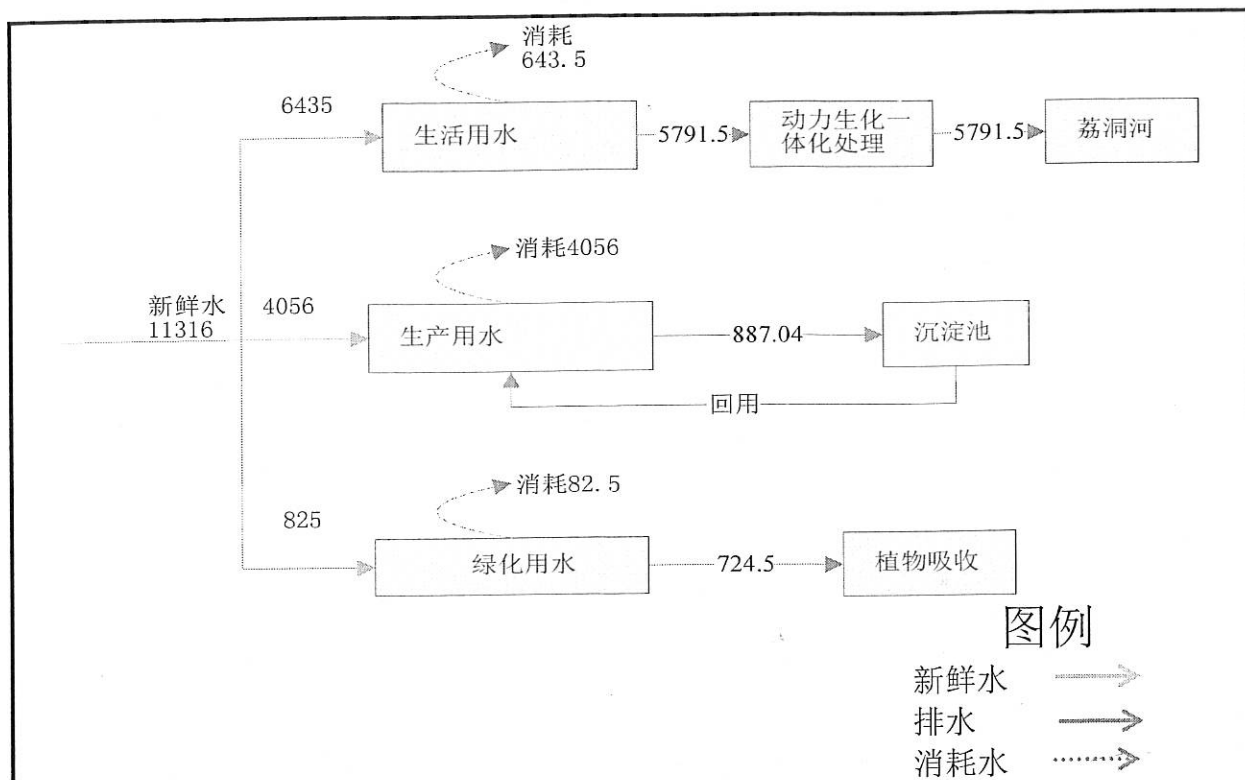 消耗
643.5
6435
生活用水
5791.5
动力生化一
体化处理
5791.5
荔洞河
消耗4056
新鲜水
11316
4056
生产用水
887.04
沉淀池
回用
消耗82.5
825
绿化用水
724.5
植物吸收
图例
新鲜水
排水
消耗水